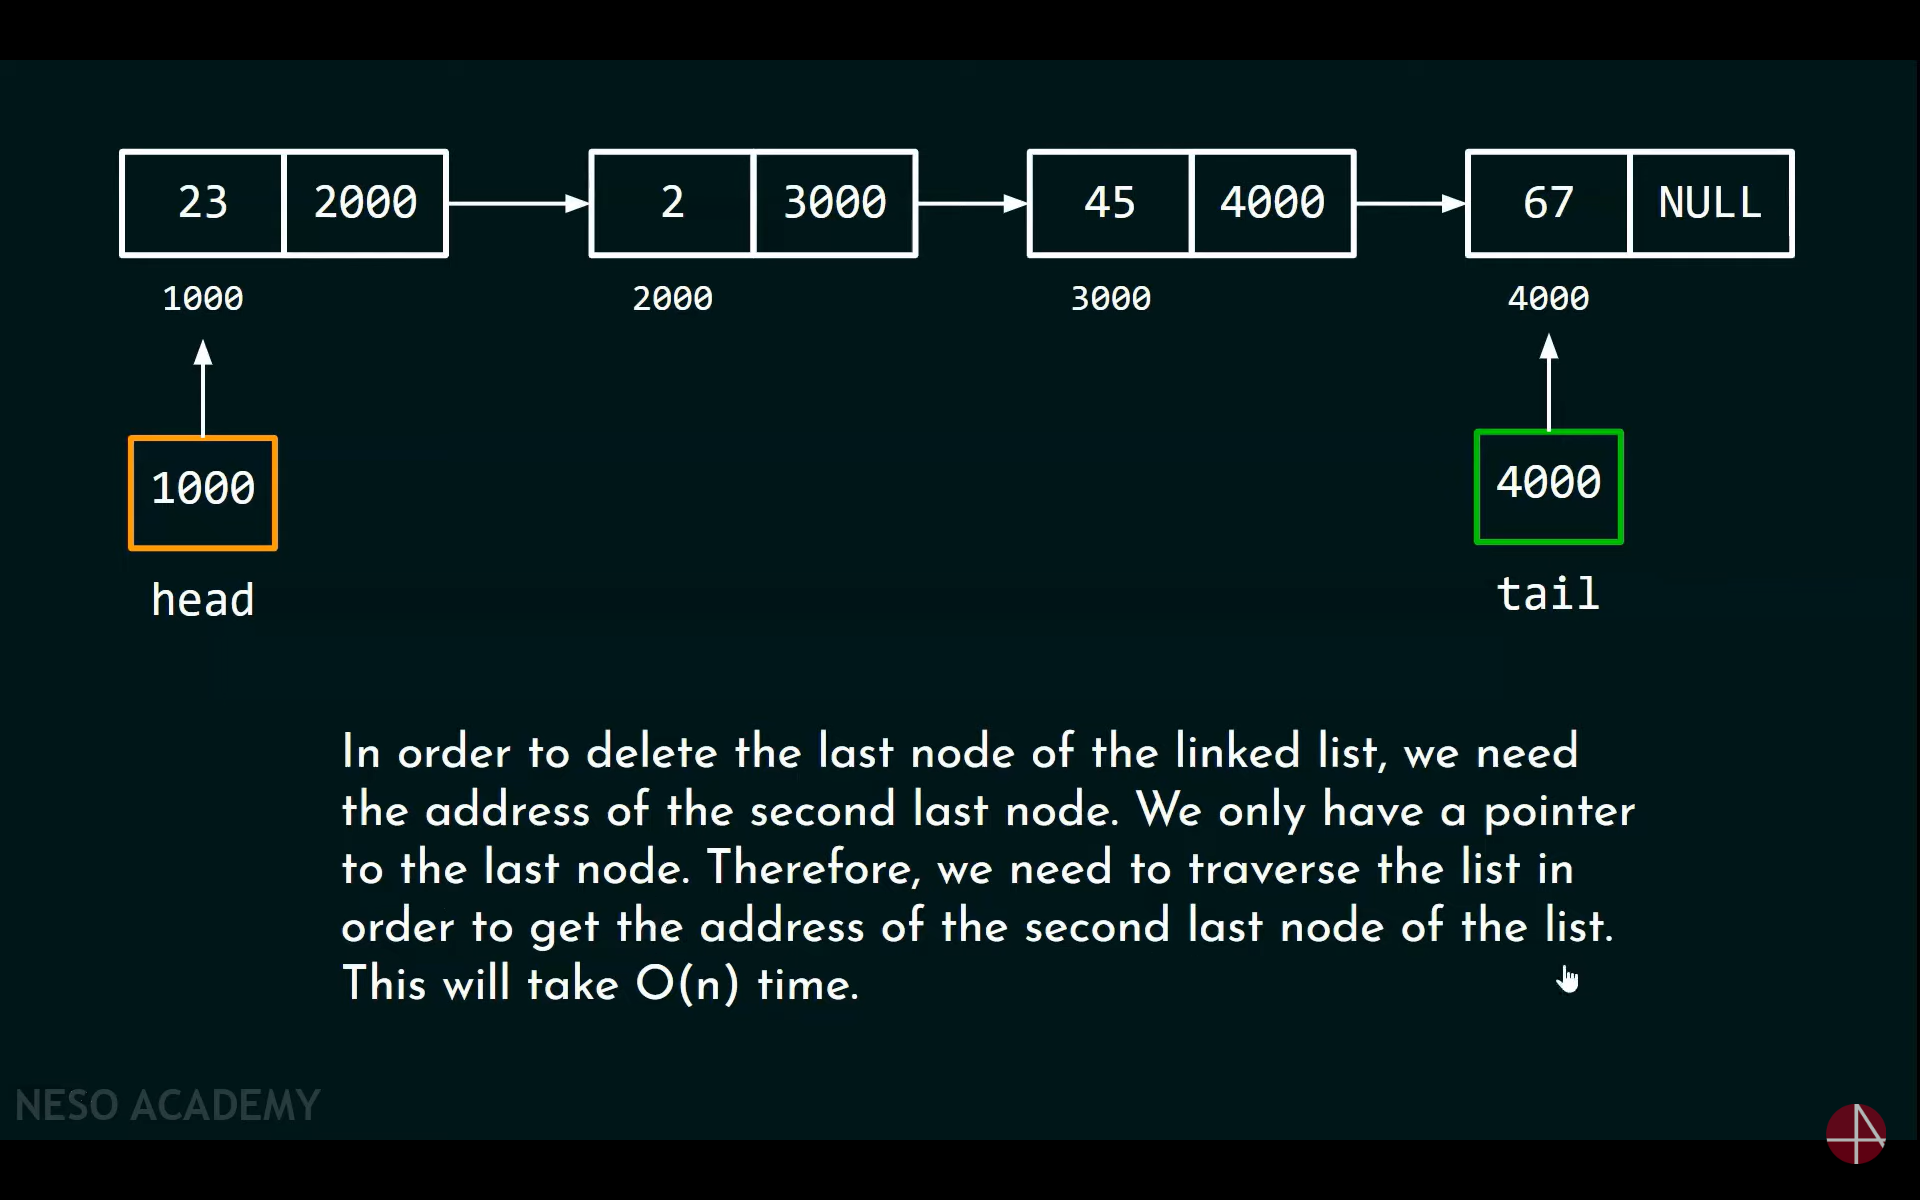 23 2000 2 3000 45 4000 67 NULL
1000 2000 3000 4000
1000 4000
head tail
In order to delete the last node of the linked list, we need
the address of the second last node. We only have a pointer
to the last node. Therefore, we need to traverse the list in
order to get the address of the second last node of the list.
This will take O(n) time.
NESO ACADEMY